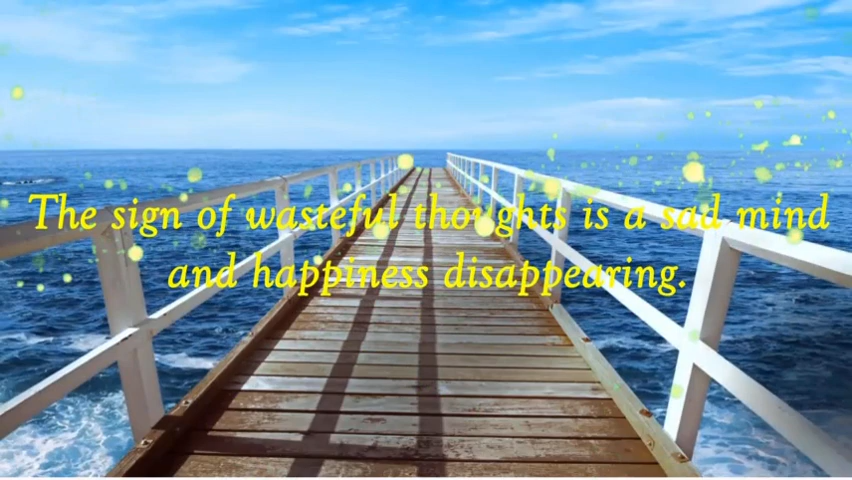 The sign of wasteful thoughts is a sad mind
and happiness disappearing.